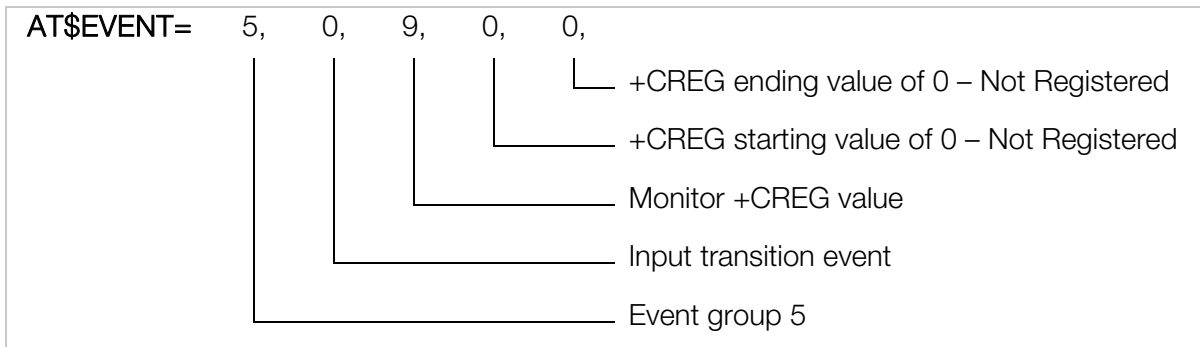 AT$EVENT= 5, 0, 9, 0, 0,
+CREG ending value of 0 – Not Registered
+CREG starting value of 0 – Not Registered
Monitor +CREG value
Input transition event
Event group 5